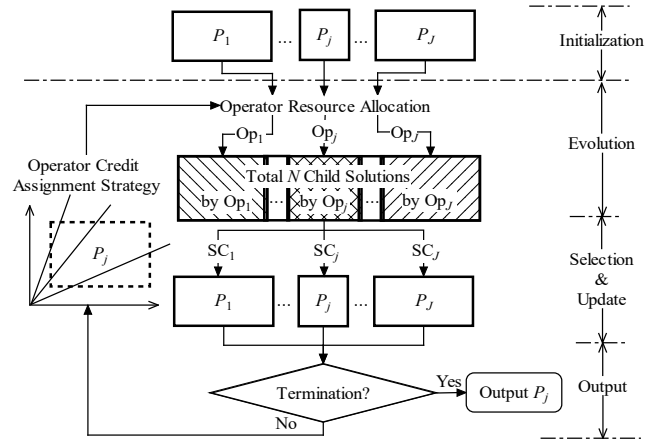 P1 ... Pj ... PJ
Initialization
Operator Resource Allocation
Op1 Opj OpJ
Evolution
Operator Credit
Assignment Strategy
Total N Child Solutions
by Op1 ... by Opj ... by OpJ
Pj
SC1 SCj SCJ
Selection
&
Update
P1 ... Pj ... PJ
Termination?
Yes
Output Pj
Output
No